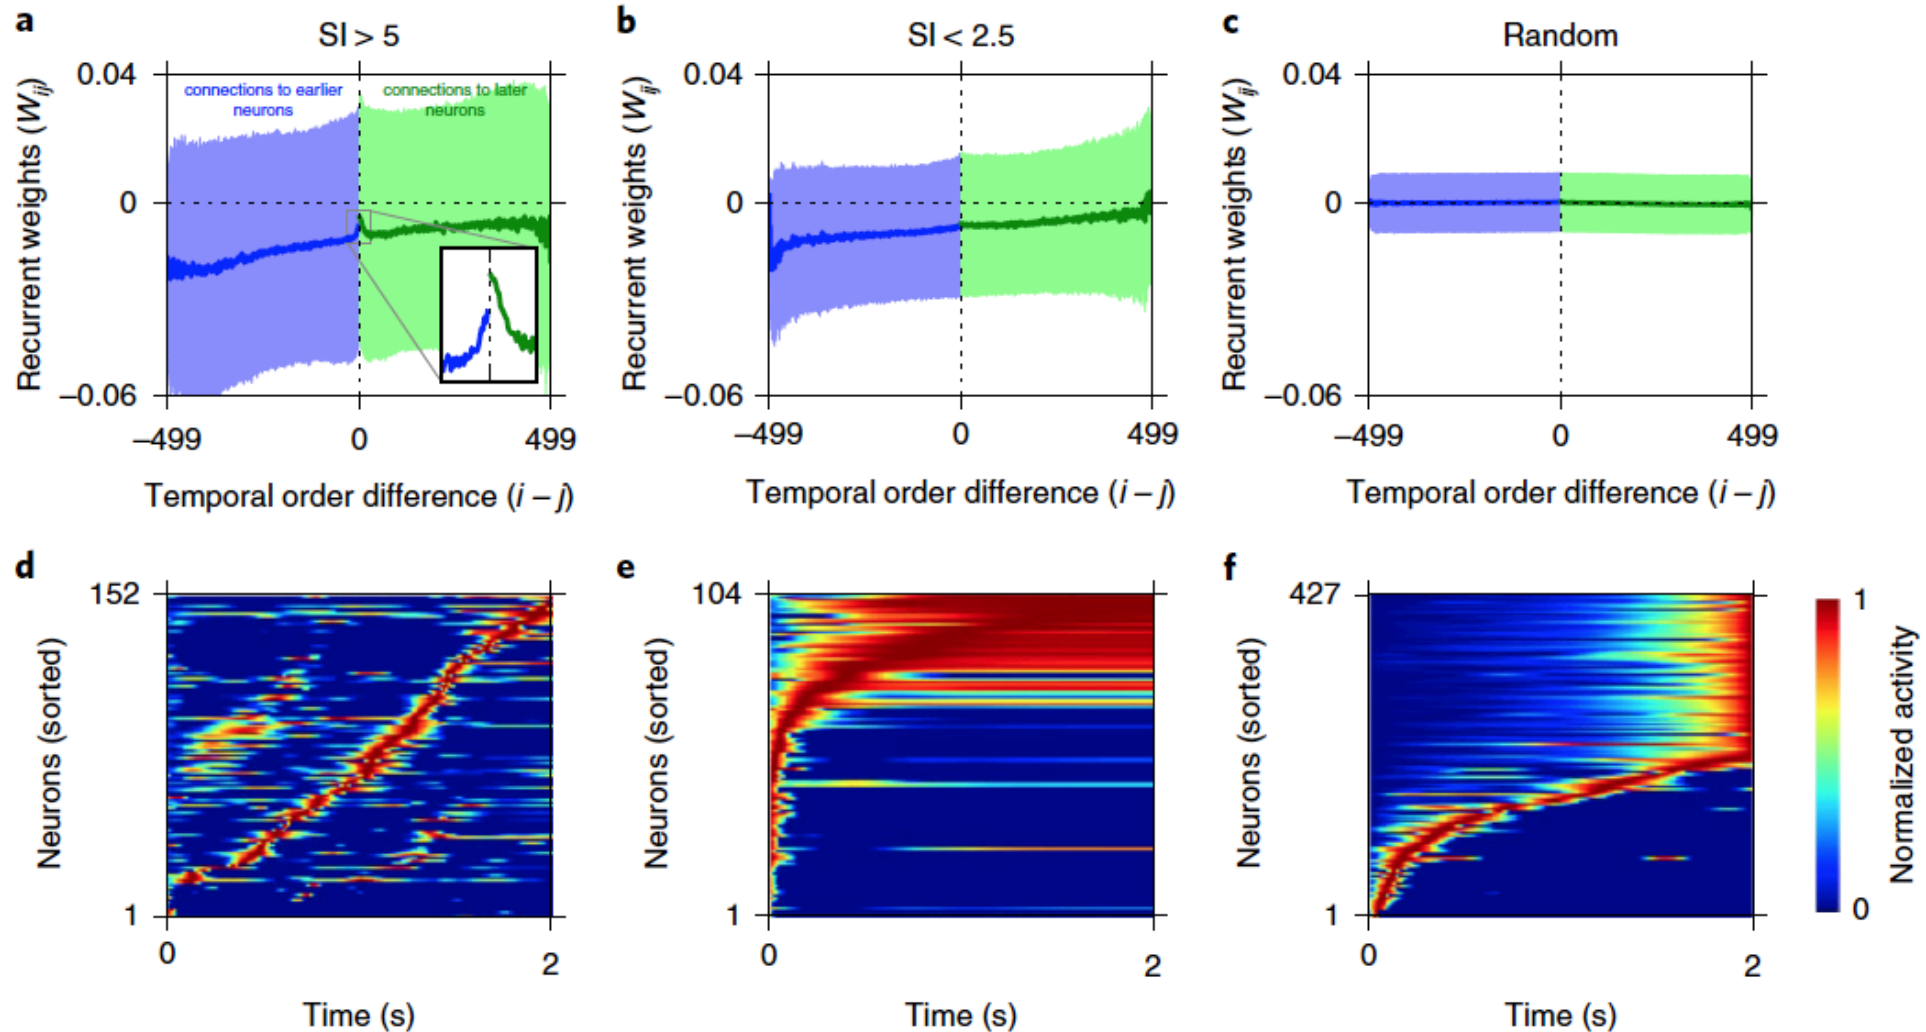 a
SI > 5
Recurrent weights (Wij)
0.04
0
−0.06
connections to earlier
neurons
connections to later
neurons
−499
0
499
Temporal order difference (i − j)
b
SI < 2.5
Recurrent weights (Wij)
0.04
0
−0.06
−499
0
499
Temporal order difference (i − j)
c
Random
Recurrent weights (Wij)
0.04
0
−0.06
−499
0
499
Temporal order difference (i − j)
d
Neurons (sorted)
152
1
0
2
Time (s)
e
Neurons (sorted)
104
1
0
2
Time (s)
f
Neurons (sorted)
427
1
0
2
Time (s)
1
0
Normalized activity